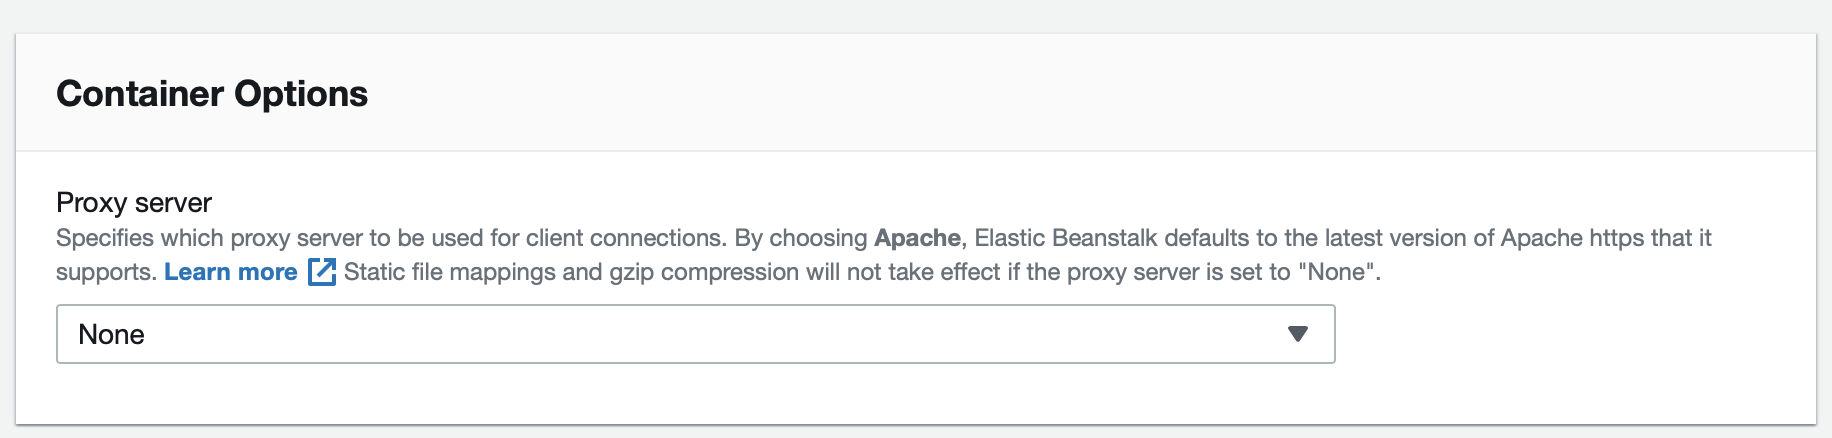 Container Options
Proxy server
Specifies which proxy server to be used for client connections. By choosing Apache, Elastic Beanstalk defaults to the latest version of Apache https that it
supports. Learn more Static file mappings and gzip compression will not take effect if the proxy server is set to "None".
None